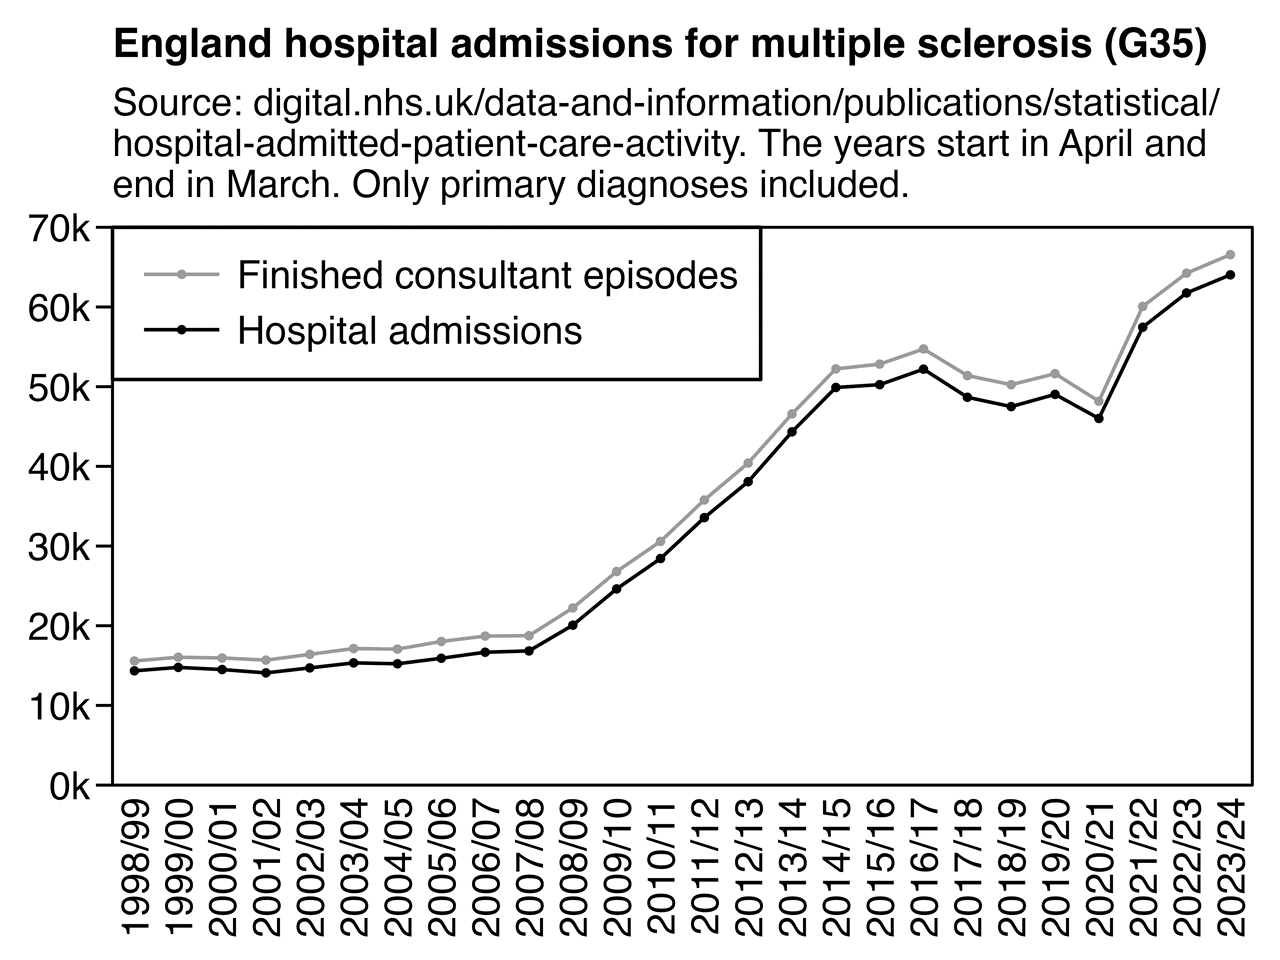 England hospital admissions for multiple sclerosis (G35)
Source: digital.nhs.uk/data-and-information/publications/statistical/
hospital-admitted-patient-care-activity. The years start in April and
end in March. Only primary diagnoses included.
70k
60k
50k
40k
30k
20k
10k
0k
Finished consultant episodes
Hospital admissions
1998/99
1999/00
2000/01
2001/02
2002/03
2003/04
2004/05
2005/06
2006/07
2007/08
2008/09
2009/10
2010/11
2011/12
2012/13
2013/14
2014/15
2015/16
2016/17
2017/18
2018/19
2019/20
2020/21
2021/22
2022/23
2023/24